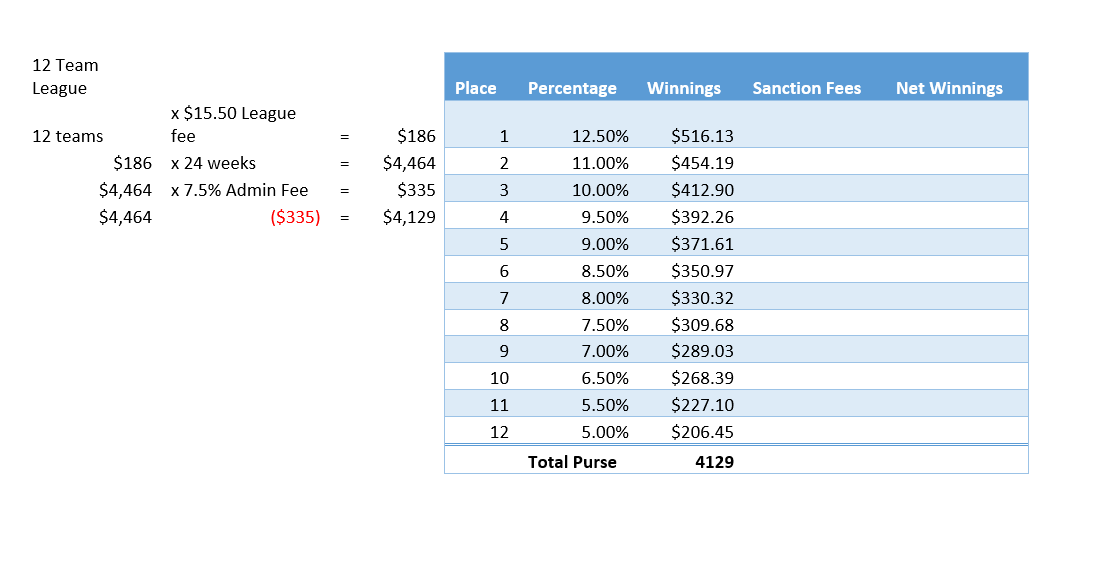 12 Team
League
Place Percentage Winnings Sanction Fees Net Winnings
x $15.50 League
12 teams fee = $186 1 12.50% $516.13
$186 x 24 weeks = $4,464 2 11.00% $454.19
$4,464 x 7.5% Admin Fee = $335 3 10.00% $412.90
$4,464 ($335) = $4,129 4 9.50% $392.26
5 9.00% $371.61
6 8.50% $350.97
7 8.00% $330.32
8 7.50% $309.68
9 7.00% $289.03
10 6.50% $268.39
11 5.50% $227.10
12 5.00% $206.45
Total Purse 4129